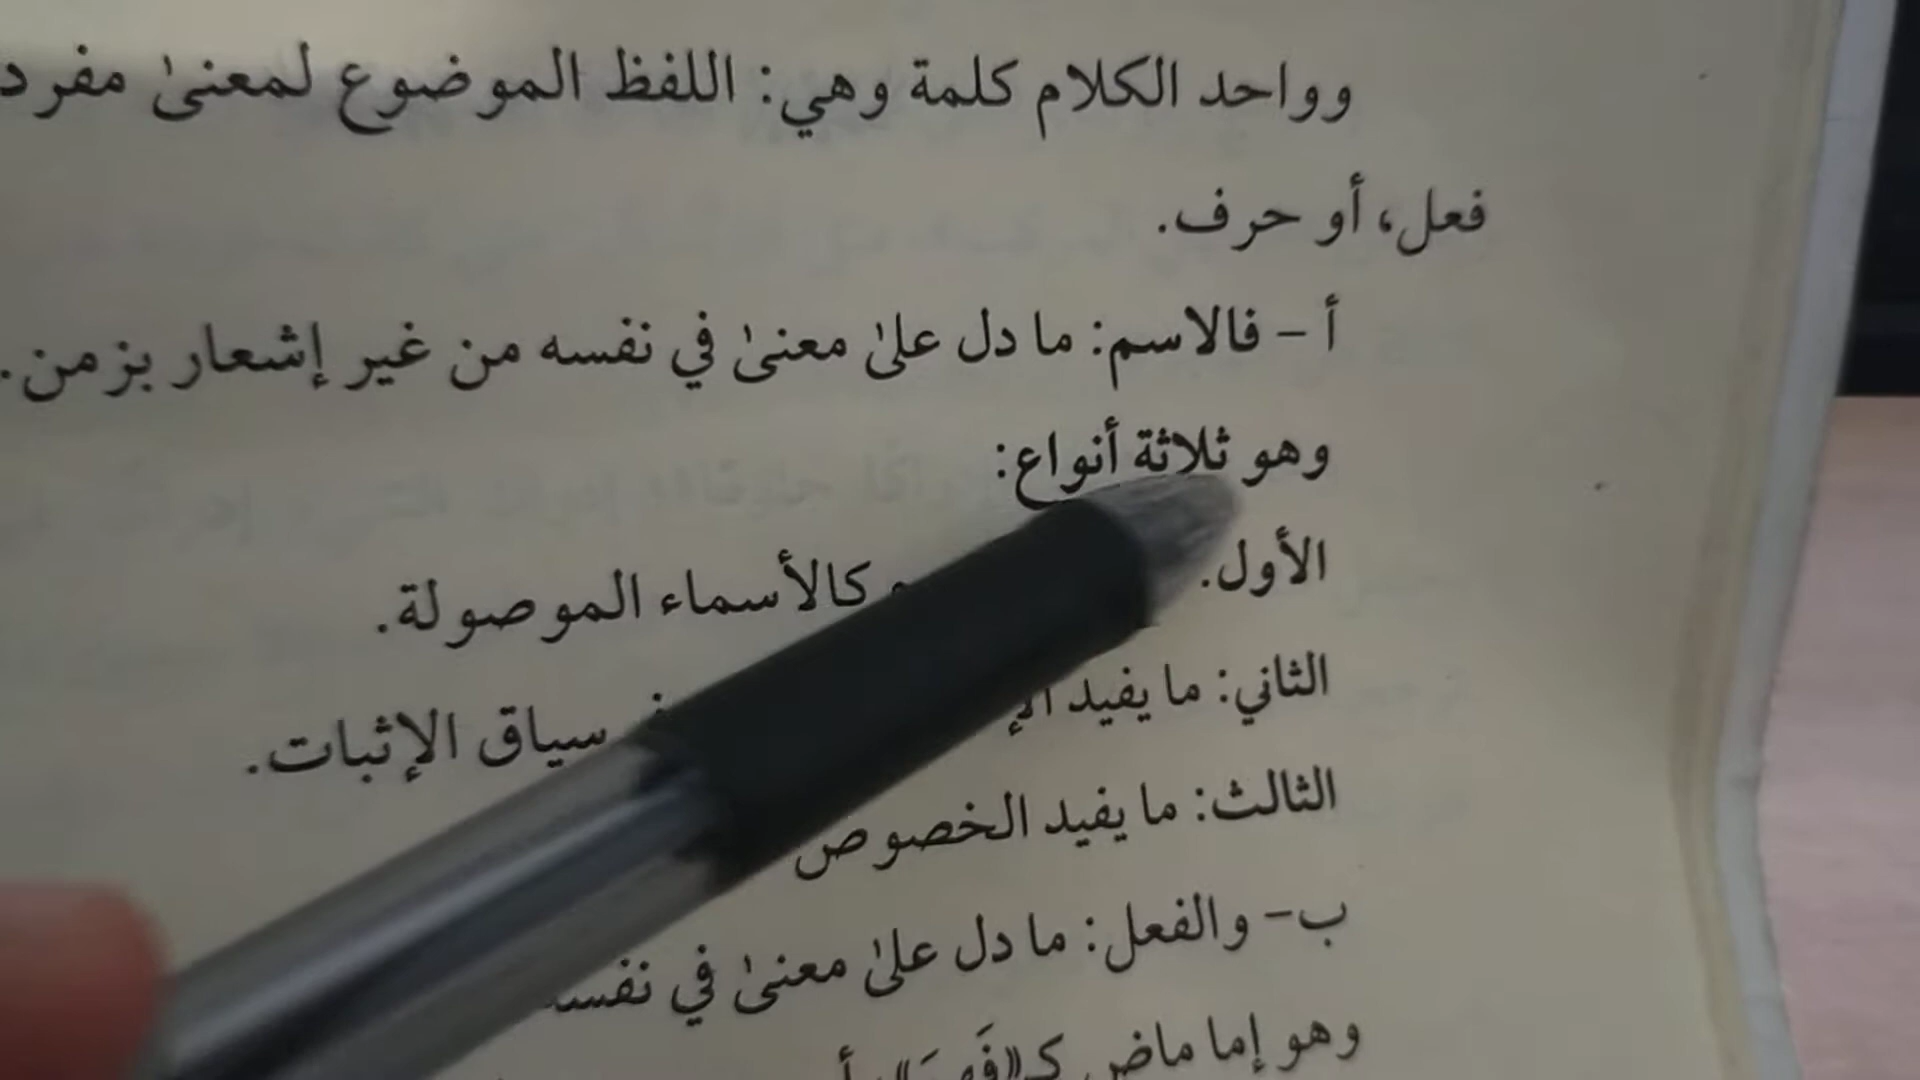 وواحد الكلام كلمة وهي: اللفظ الموضوع لمعنىٰ مفرد
فعل، أو حرف.
أ - فالاسم: ما دل علىٰ معنىٰ في نفسه من غير إشعار بزمن.
وهو ثلاثة أنواع:
الأول كالأسماء الموصولة.
الثاني: ما يفيد سياق الإثبات.
الثالث: ما يفيد الخصوص
ب- والفعل: ما دل علىٰ معنىٰ في نفسه
وهو إما ماض كـ«فَهِمَ»